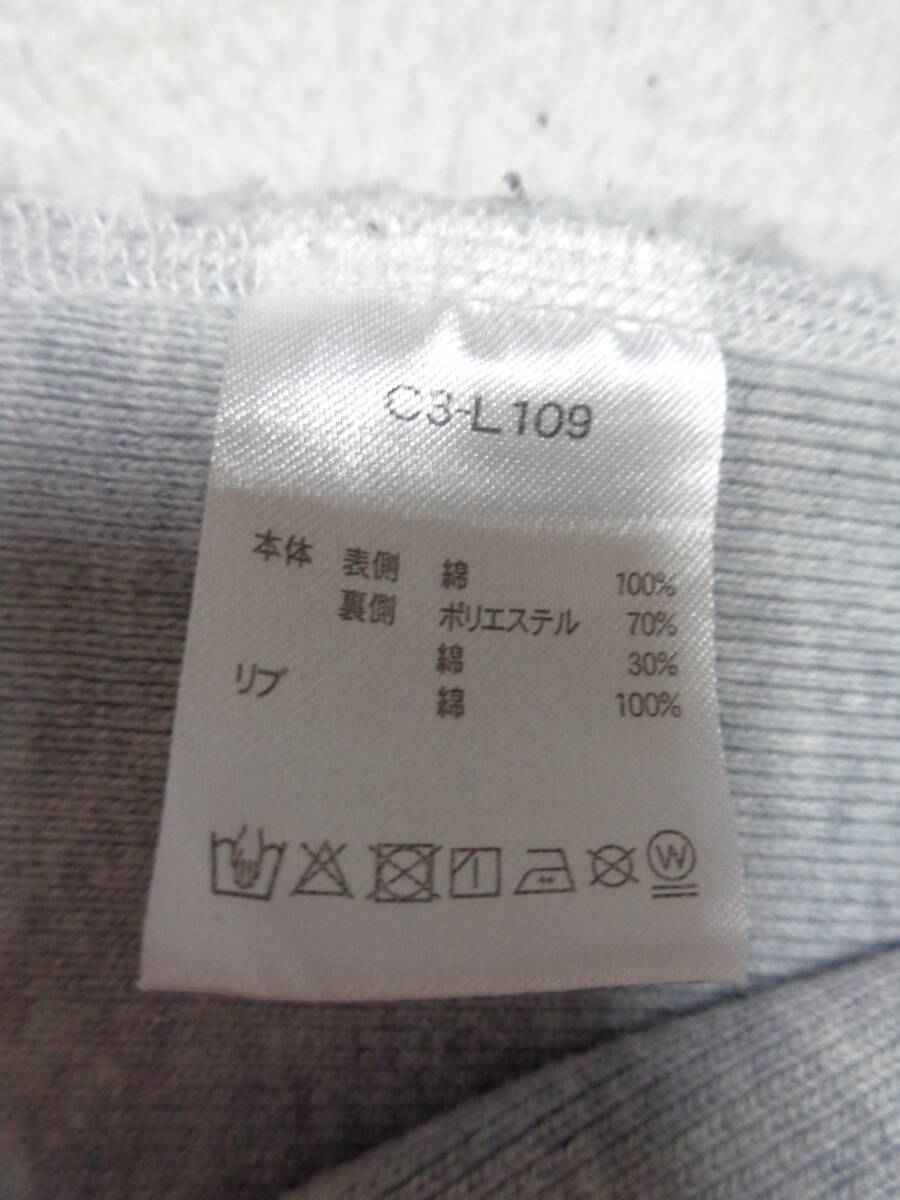 C3-L109
本体 表側 綿 100%
裏側 ポリエステル 70%
綿 30%
リブ 綿 100%
W